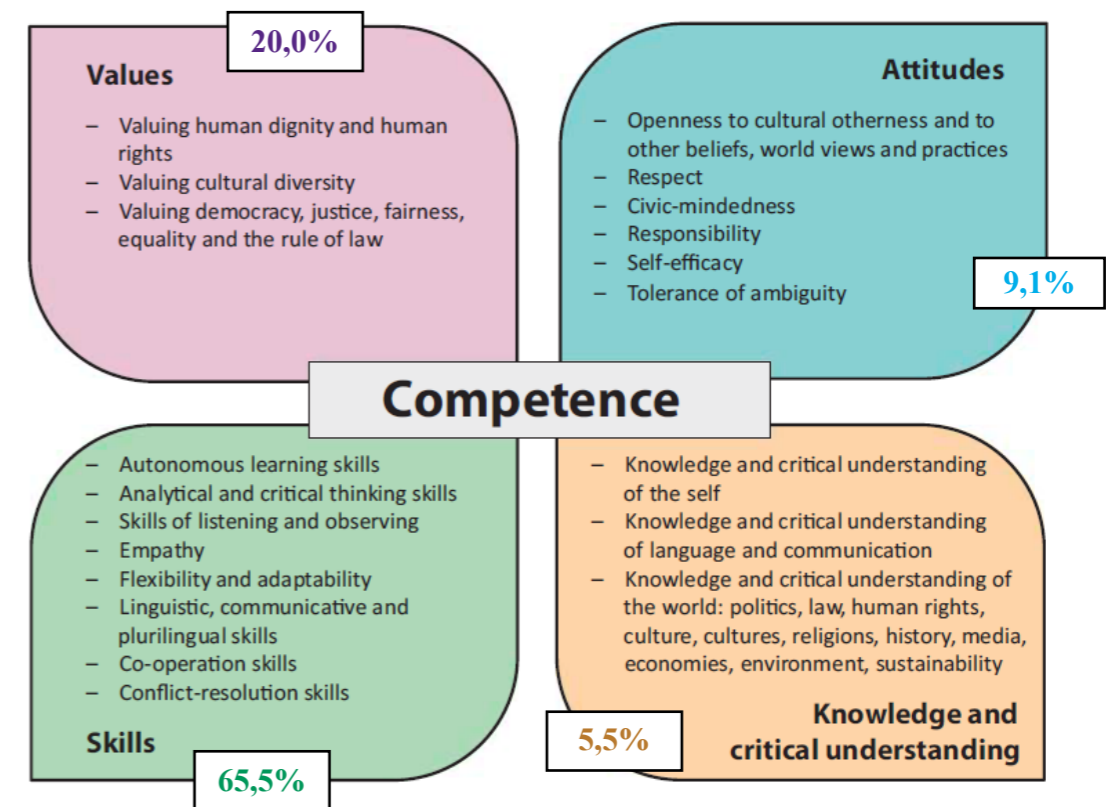 20,0%
Values
– Valuing human dignity and human
rights
– Valuing cultural diversity
– Valuing democracy, justice, fairness,
equality and the rule of law
Attitudes
– Openness to cultural otherness and to
other beliefs, world views and practices
– Respect
– Civic-mindedness
– Responsibility
– Self-efficacy
– Tolerance of ambiguity
9,1%
Competence
– Autonomous learning skills
– Analytical and critical thinking skills
– Skills of listening and observing
– Empathy
– Flexibility and adaptability
– Linguistic, communicative and
plurilingual skills
– Co-operation skills
– Conflict-resolution skills
Skills
65,5%
– Knowledge and critical understanding
of the self
– Knowledge and critical understanding
of language and communication
– Knowledge and critical understanding of
the world: politics, law, human rights,
culture, cultures, religions, history, media,
economies, environment, sustainability
Knowledge and
critical understanding
5,5%